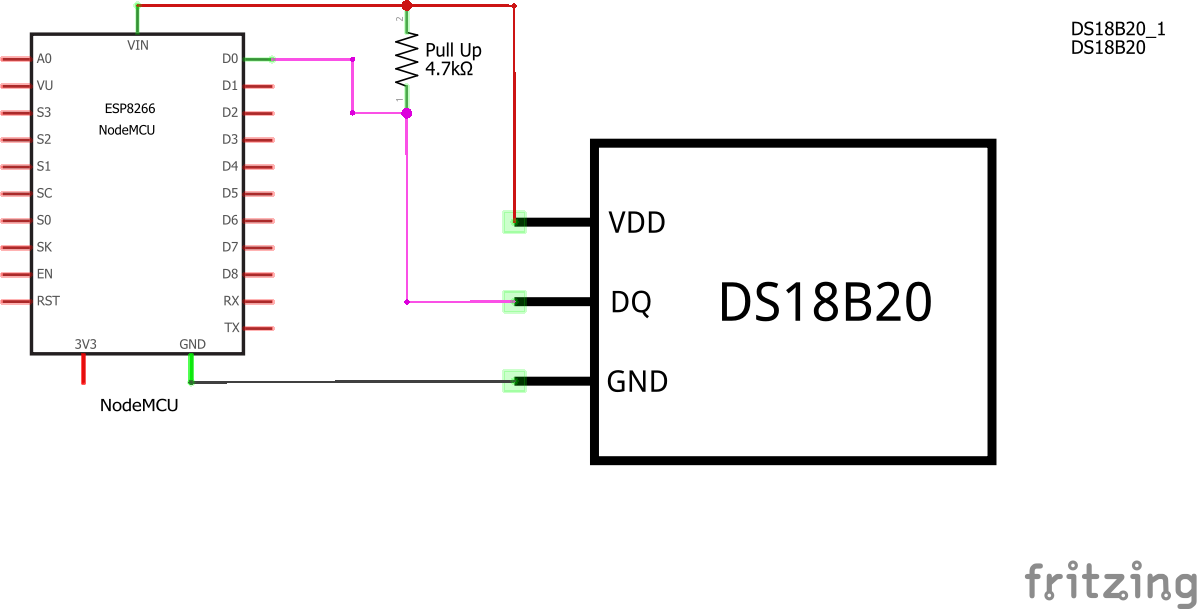 VIN
A0
VU
S3
S2
S1
SC
S0
SK
EN
RST
ESP8266
NodeMCU
D0
D1
D2
D3
D4
D5
D6
D7
D8
RX
TX
3V3
GND
NodeMCU
2
Pull Up
4.7kΩ
1
DS18B20_1
DS18B20
VDD
DQ
GND
DS18B20
fritzing